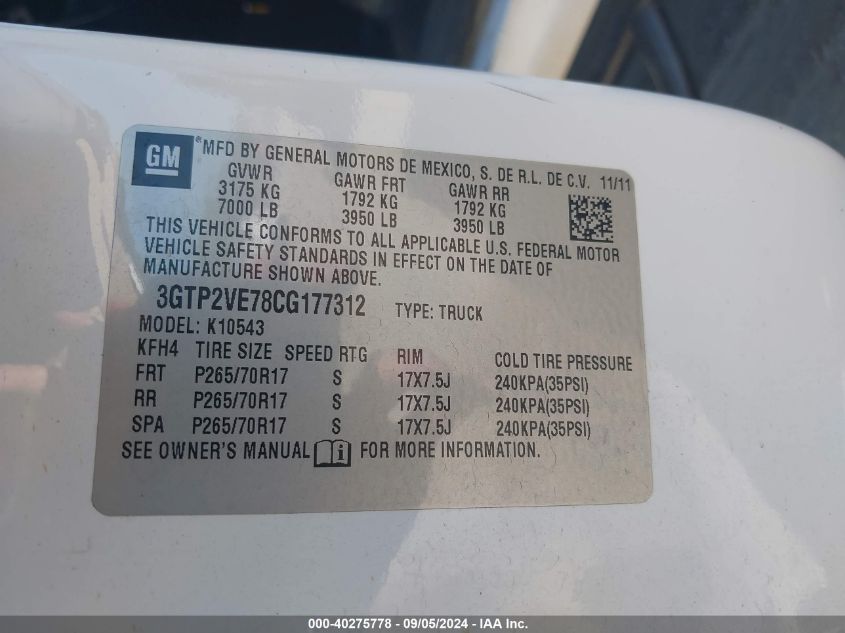 GM *MFD BY GENERAL MOTORS DE MEXICO, S. DE R.L. DE C.V. 11/11
GVWR GAWR FRT GAWR RR
3175 KG 1792 KG 1792 KG
7000 LB 3950 LB 3950 LB
THIS VEHICLE CONFORMS TO ALL APPLICABLE U.S. FEDERAL MOTOR
VEHICLE SAFETY STANDARDS IN EFFECT ON THE DATE OF
MANUFACTURE SHOWN ABOVE.
3GTP2VE78CG177312 TYPE: TRUCK
MODEL: K10543
KFH4 TIRE SIZE SPEED RTG RIM COLD TIRE PRESSURE
FRT P265/70R17 S 17X7.5J 240KPA(35PSI)
RR P265/70R17 S 17X7.5J 240KPA(35PSI)
SPA P265/70R17 S 17X7.5J 240KPA(35PSI)
SEE OWNER'S MANUAL i FOR MORE INFORMATION.
000-40275778 - 09/05/2024 - IAA Inc.